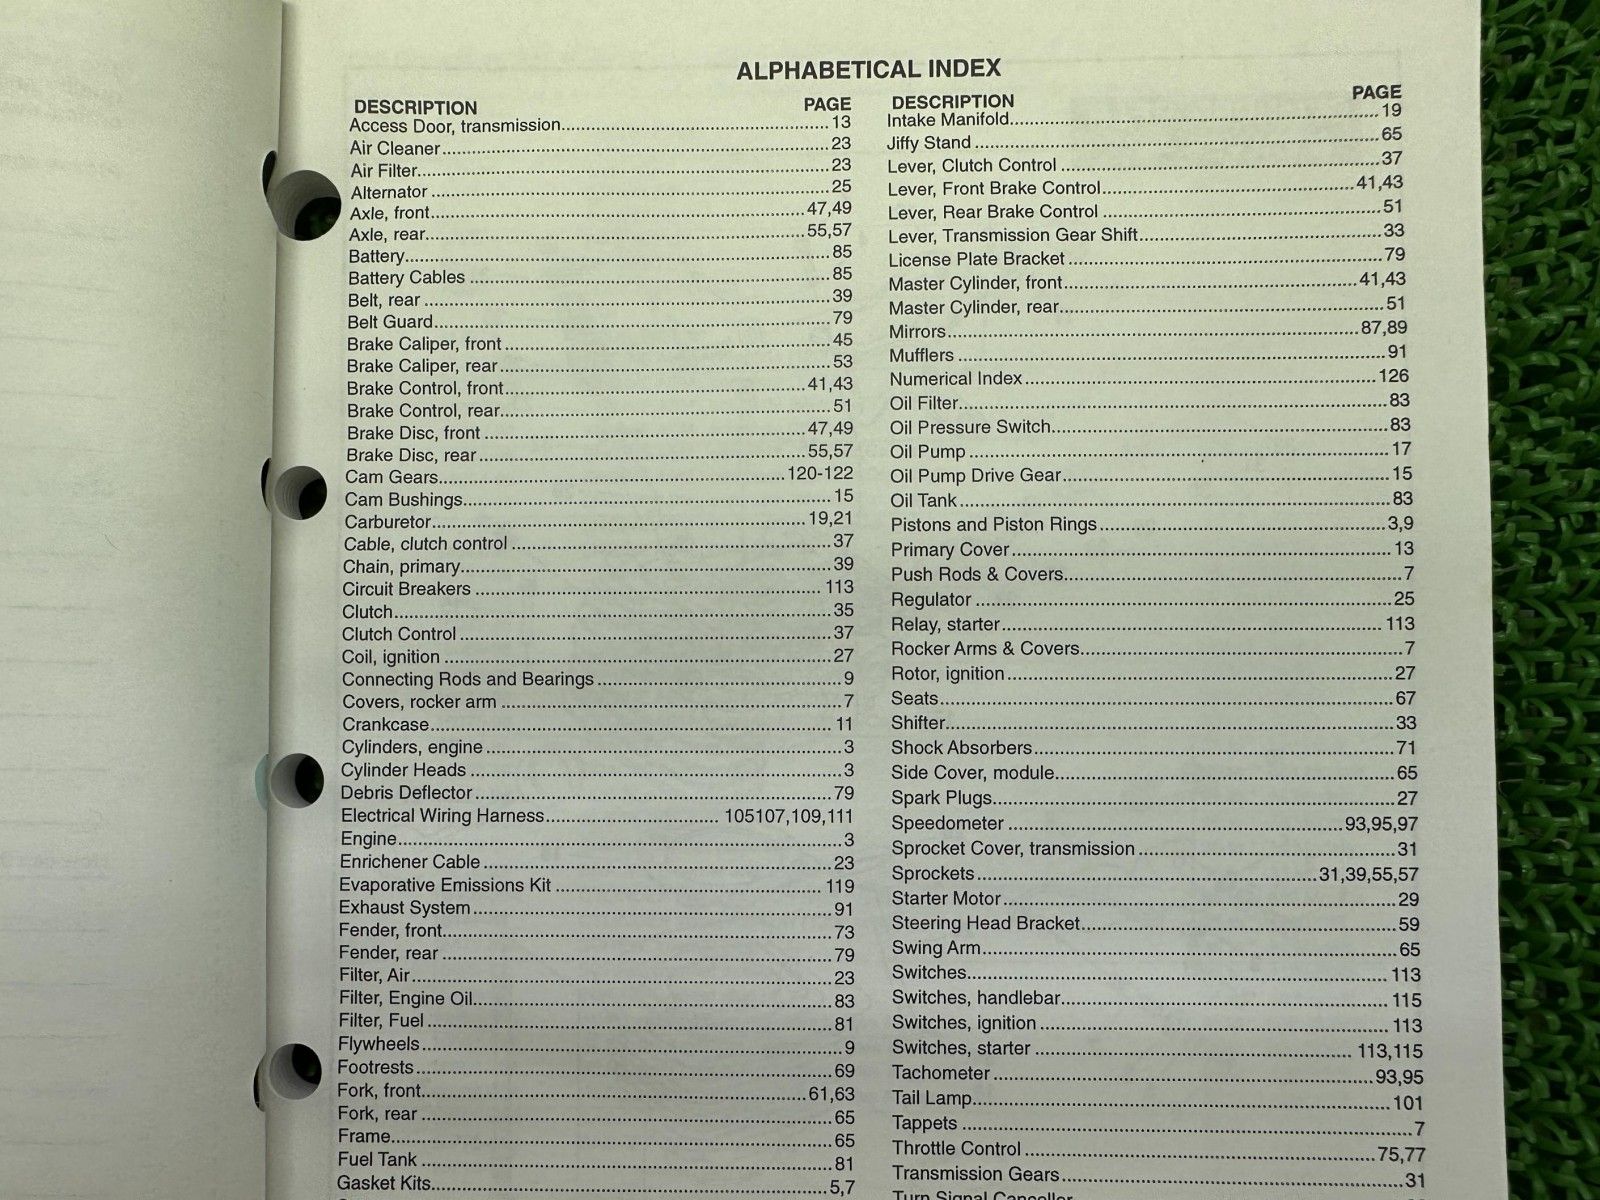 ALPHABETICAL INDEX
DESCRIPTION PAGE
Access Door, transmission 13
Air Cleaner 23
Air Filter 23
Alternator 25
Axle, front 47,49
Axle, rear 55,57
Battery 85
Battery Cables 85
Belt, rear 39
Belt Guard 79
Brake Caliper, front 45
Brake Caliper, rear 53
Brake Control, front 41,43
Brake Control, rear 51
Brake Disc, front 47,49
Brake Disc, rear 55,57
Cam Gears 120-122
Cam Bushings 15
Carburetor 19,21
Cable, clutch control 37
Chain, primary 39
Circuit Breakers 113
Clutch 35
Clutch Control 37
Coil, ignition 27
Connecting Rods and Bearings 9
Covers, rocker arm 7
Crankcase 11
Cylinders, engine 3
Cylinder Heads 3
Debris Deflector 79
Electrical Wiring Harness 105107,109,111
Engine 3
Enrichener Cable 23
Evaporative Emissions Kit 119
Exhaust System 91
Fender, front 73
Fender, rear 79
Filter, Air 23
Filter, Engine Oil 83
Filter, Fuel 81
Flywheels 9
Footrests 69
Fork, front 61,63
Fork, rear 65
Frame 65
Fuel Tank 81
Gasket Kits 5,7
DESCRIPTION PAGE
Intake Manifold 19
Jiffy Stand 65
Lever, Clutch Control 37
Lever, Front Brake Control 41,43
Lever, Rear Brake Control 51
Lever, Transmission Gear Shift 33
License Plate Bracket 79
Master Cylinder, front 41,43
Master Cylinder, rear 51
Mirrors 87,89
Mufflers 91
Numerical Index 126
Oil Filter 83
Oil Pressure Switch 83
Oil Pump 17
Oil Pump Drive Gear 15
Oil Tank 83
Pistons and Piston Rings 3,9
Primary Cover 13
Push Rods & Covers 7
Regulator 25
Relay, starter 113
Rocker Arms & Covers 7
Rotor, ignition 27
Seats 67
Shifter 33
Shock Absorbers 71
Side Cover, module 65
Spark Plugs 27
Speedometer 93,95,97
Sprocket Cover, transmission 31
Sprockets 31,39,55,57
Starter Motor 29
Steering Head Bracket 59
Swing Arm 65
Switches 113
Switches, handlebar 115
Switches, ignition 113
Switches, starter 113,115
Tachometer 93,95
Tail Lamp 101
Tappets 7
Throttle Control 75,77
Transmission Gears 31
Turn Signal Canceller